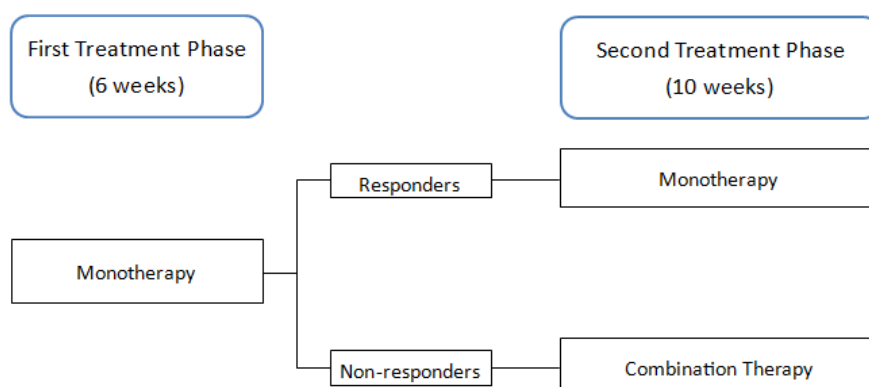 First Treatment Phase
(6 weeks)
Second Treatment Phase
(10 weeks)
Responders
Monotherapy
Monotherapy
Non-responders
Combination Therapy